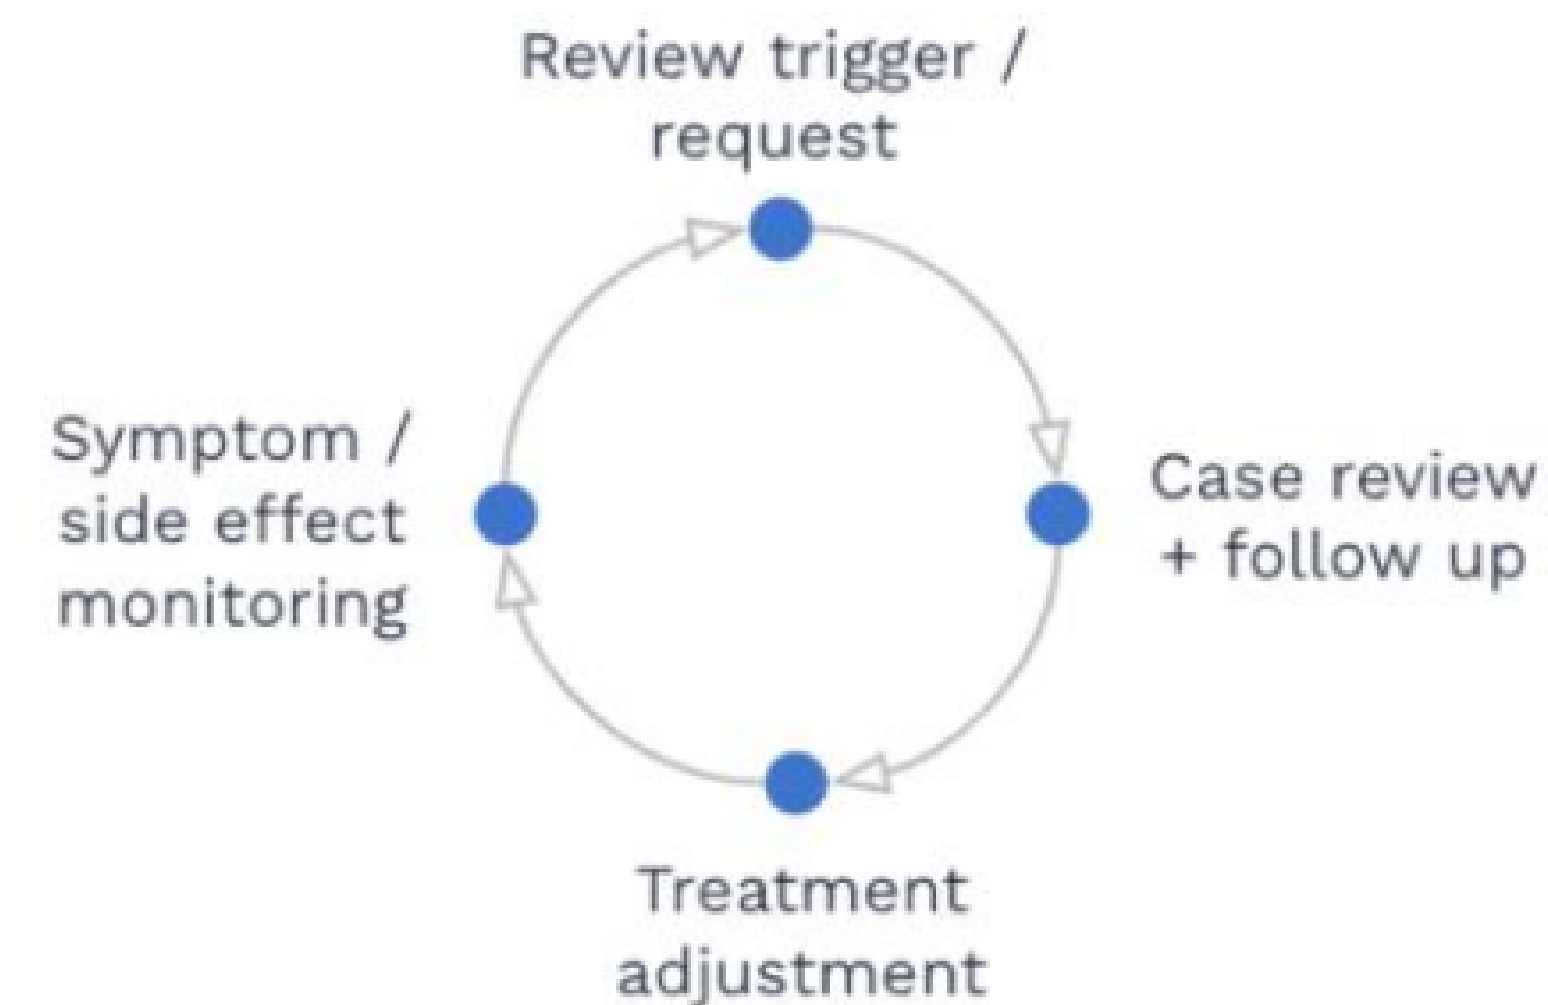 Review trigger /
request
Symptom /
side effect
monitoring
Case review
+ follow up
Treatment
adjustment